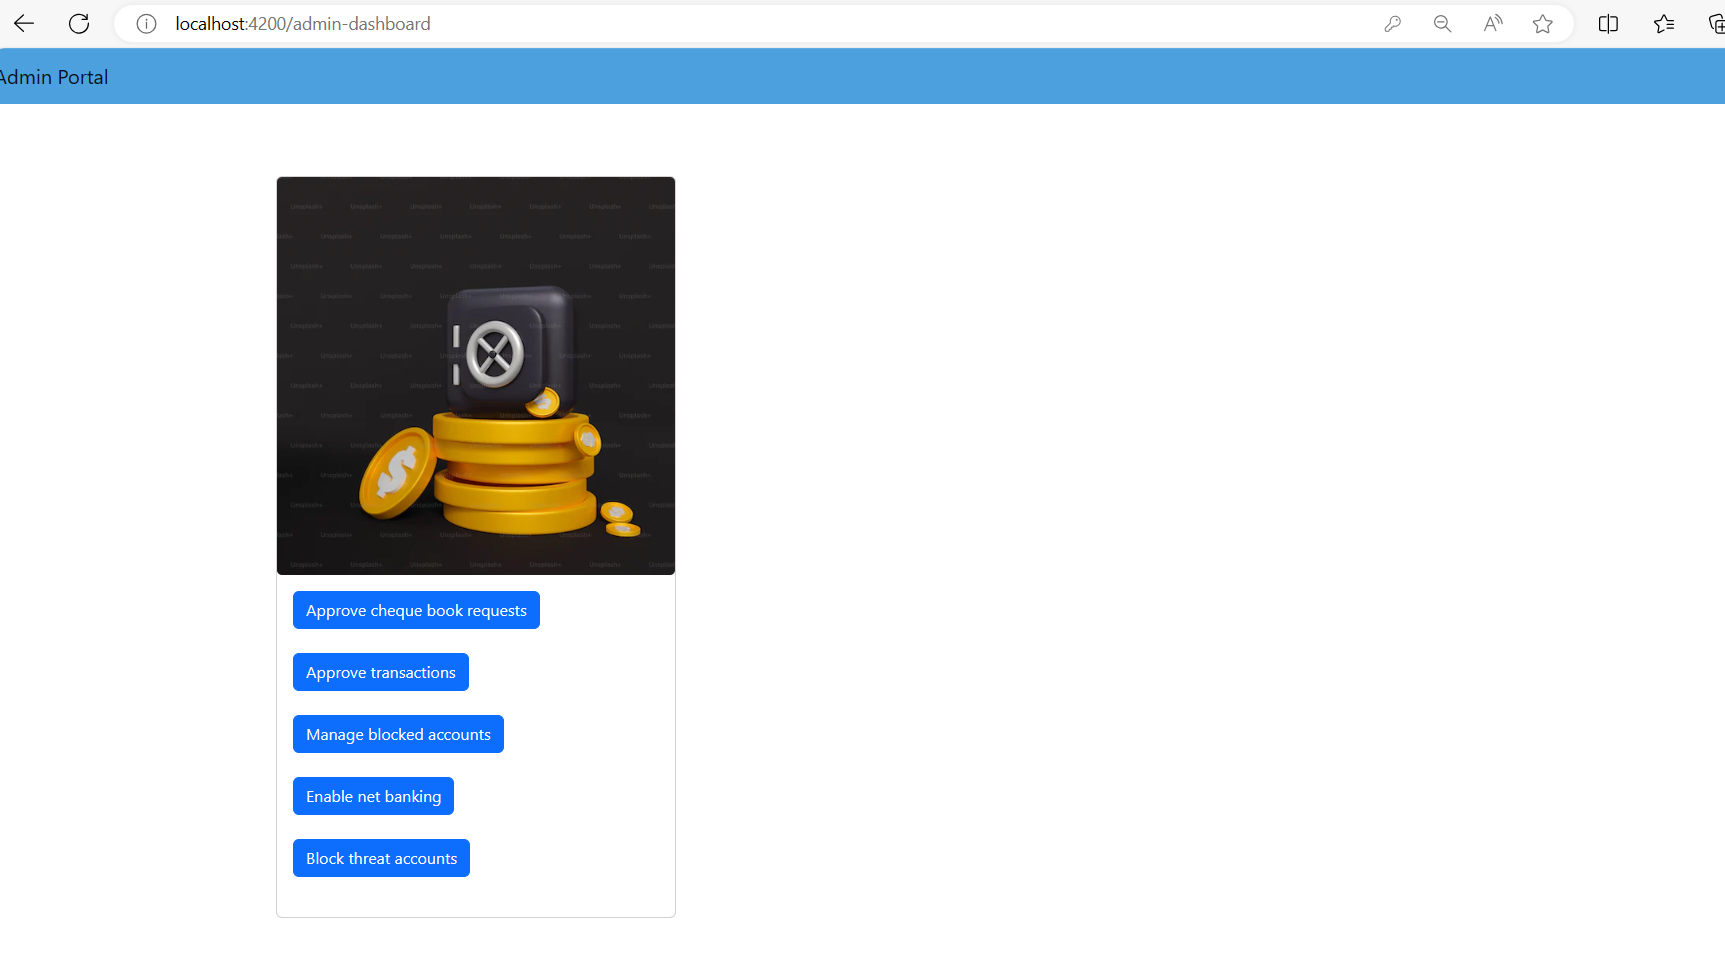 localhost:4200/admin-dashboard
Admin Portal
Unsplash+
Approve cheque book requests
Approve transactions
Manage blocked accounts
Enable net banking
Block threat accounts